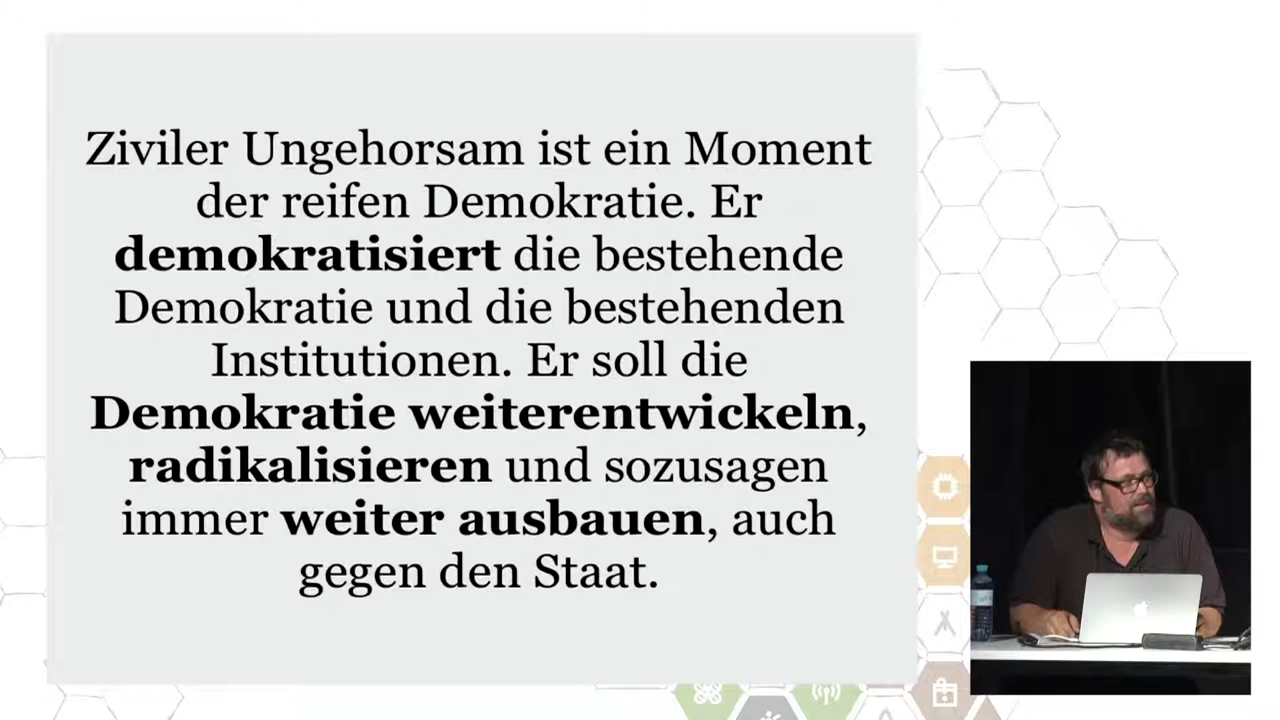 Ziviler Ungehorsam ist ein Moment
der reifen Demokratie. Er
demokratisiert die bestehende
Demokratie und die bestehenden
Institutionen. Er soll die
Demokratie weiterentwickeln,
radikalisieren und sozusagen
immer weiter ausbauen, auch
gegen den Staat.